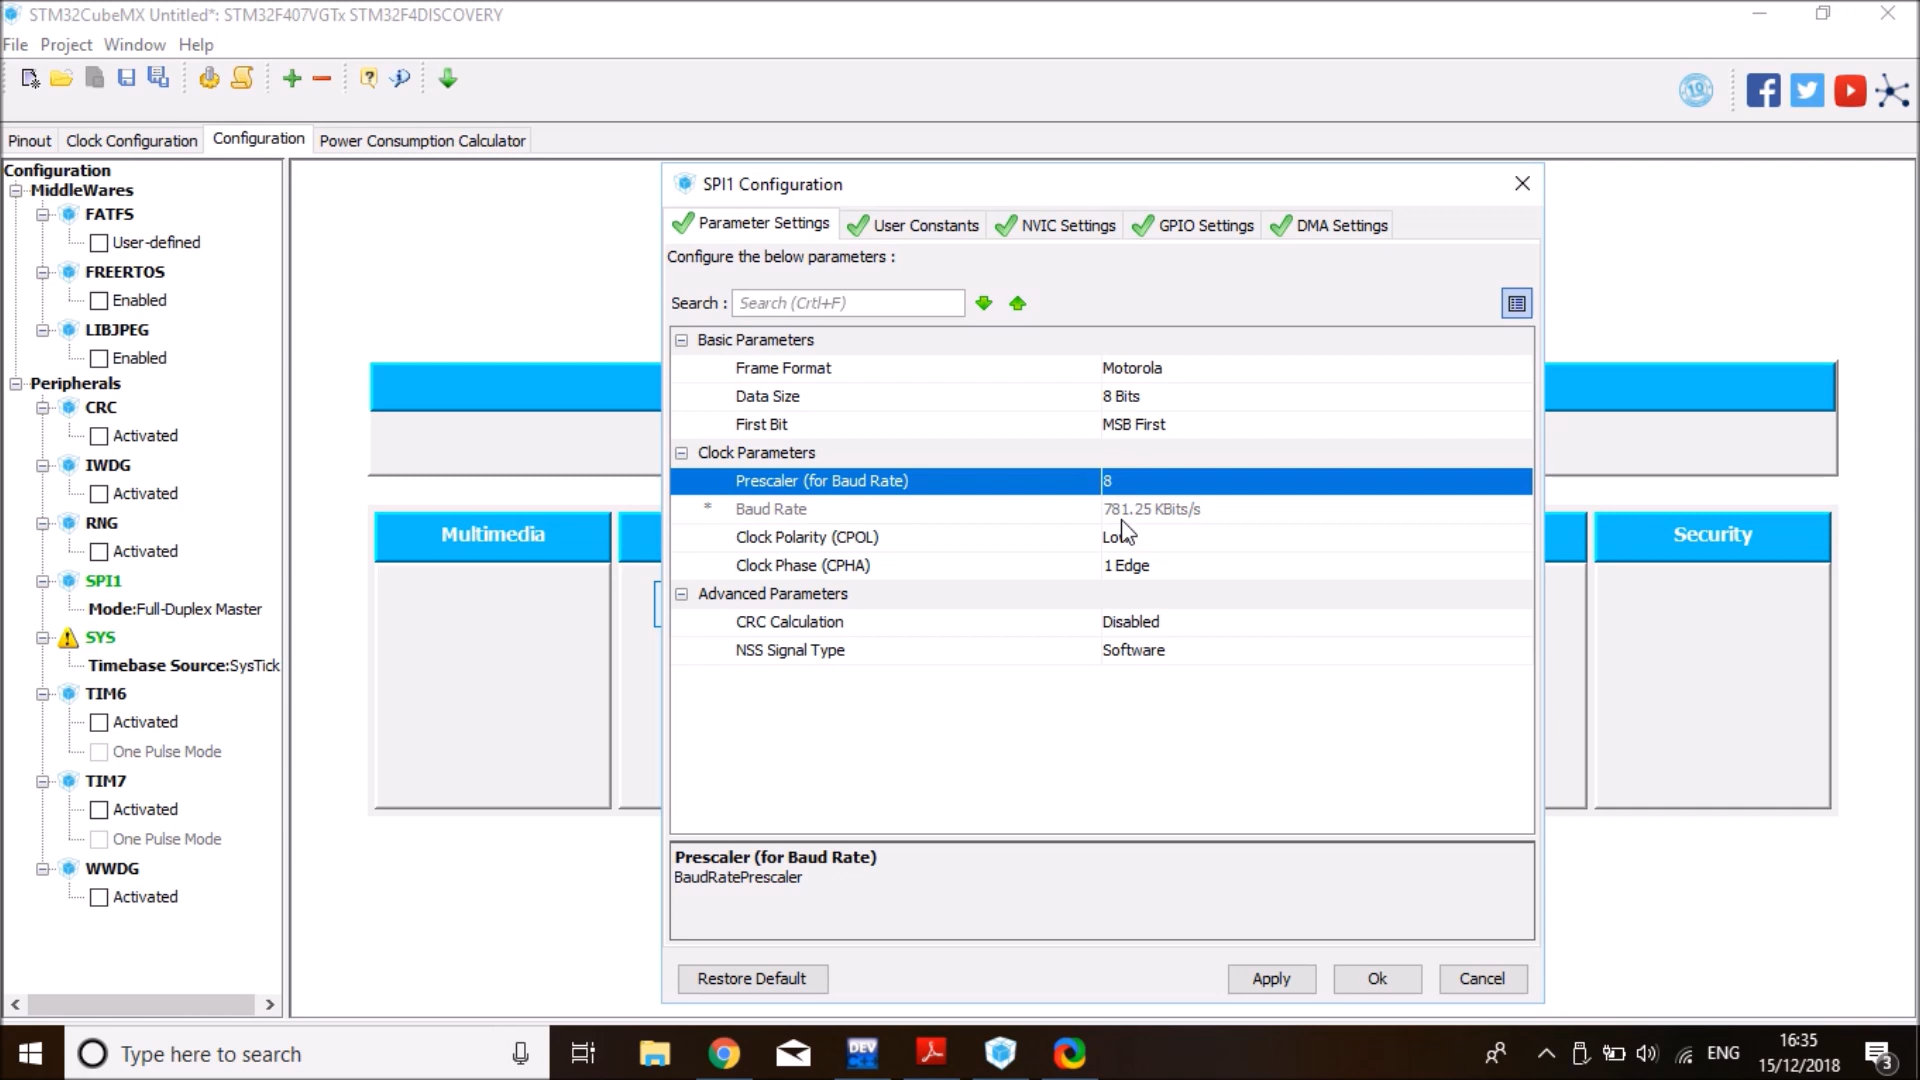 STM32CubeMX Untitled*: STM32F407VGTx STM32F4DISCOVERY
File Project Window Help
10
Pinout Clock Configuration Configuration Power Consumption Calculator
Configuration
MiddleWares
FATFS
User-defined
FREERTOS
Enabled
LIBJPEG
Enabled
Peripherals
CRC
Activated
IWDG
Activated
RNG
Activated
SPI1
Mode:Full-Duplex Master
SYS
Timebase Source:SysTick
TIM6
Activated
One Pulse Mode
TIM7
Activated
One Pulse Mode
WWDG
Activated
Multimedia
Security
SPI1 Configuration
Parameter Settings User Constants NVIC Settings GPIO Settings DMA Settings
Configure the below parameters :
Search : Search (Crtl+F)
Basic Parameters
Frame Format Motorola
Data Size 8 Bits
First Bit MSB First
Clock Parameters
Prescaler (for Baud Rate) 8
* Baud Rate 781.25 KBits/s
Clock Polarity (CPOL) Low
Clock Phase (CPHA) 1 Edge
Advanced Parameters
CRC Calculation Disabled
NSS Signal Type Software
Prescaler (for Baud Rate)
BaudRatePrescaler
Restore Default Apply Ok Cancel
Type here to search
DEV
C++
ENG
16:35
15/12/2018
3